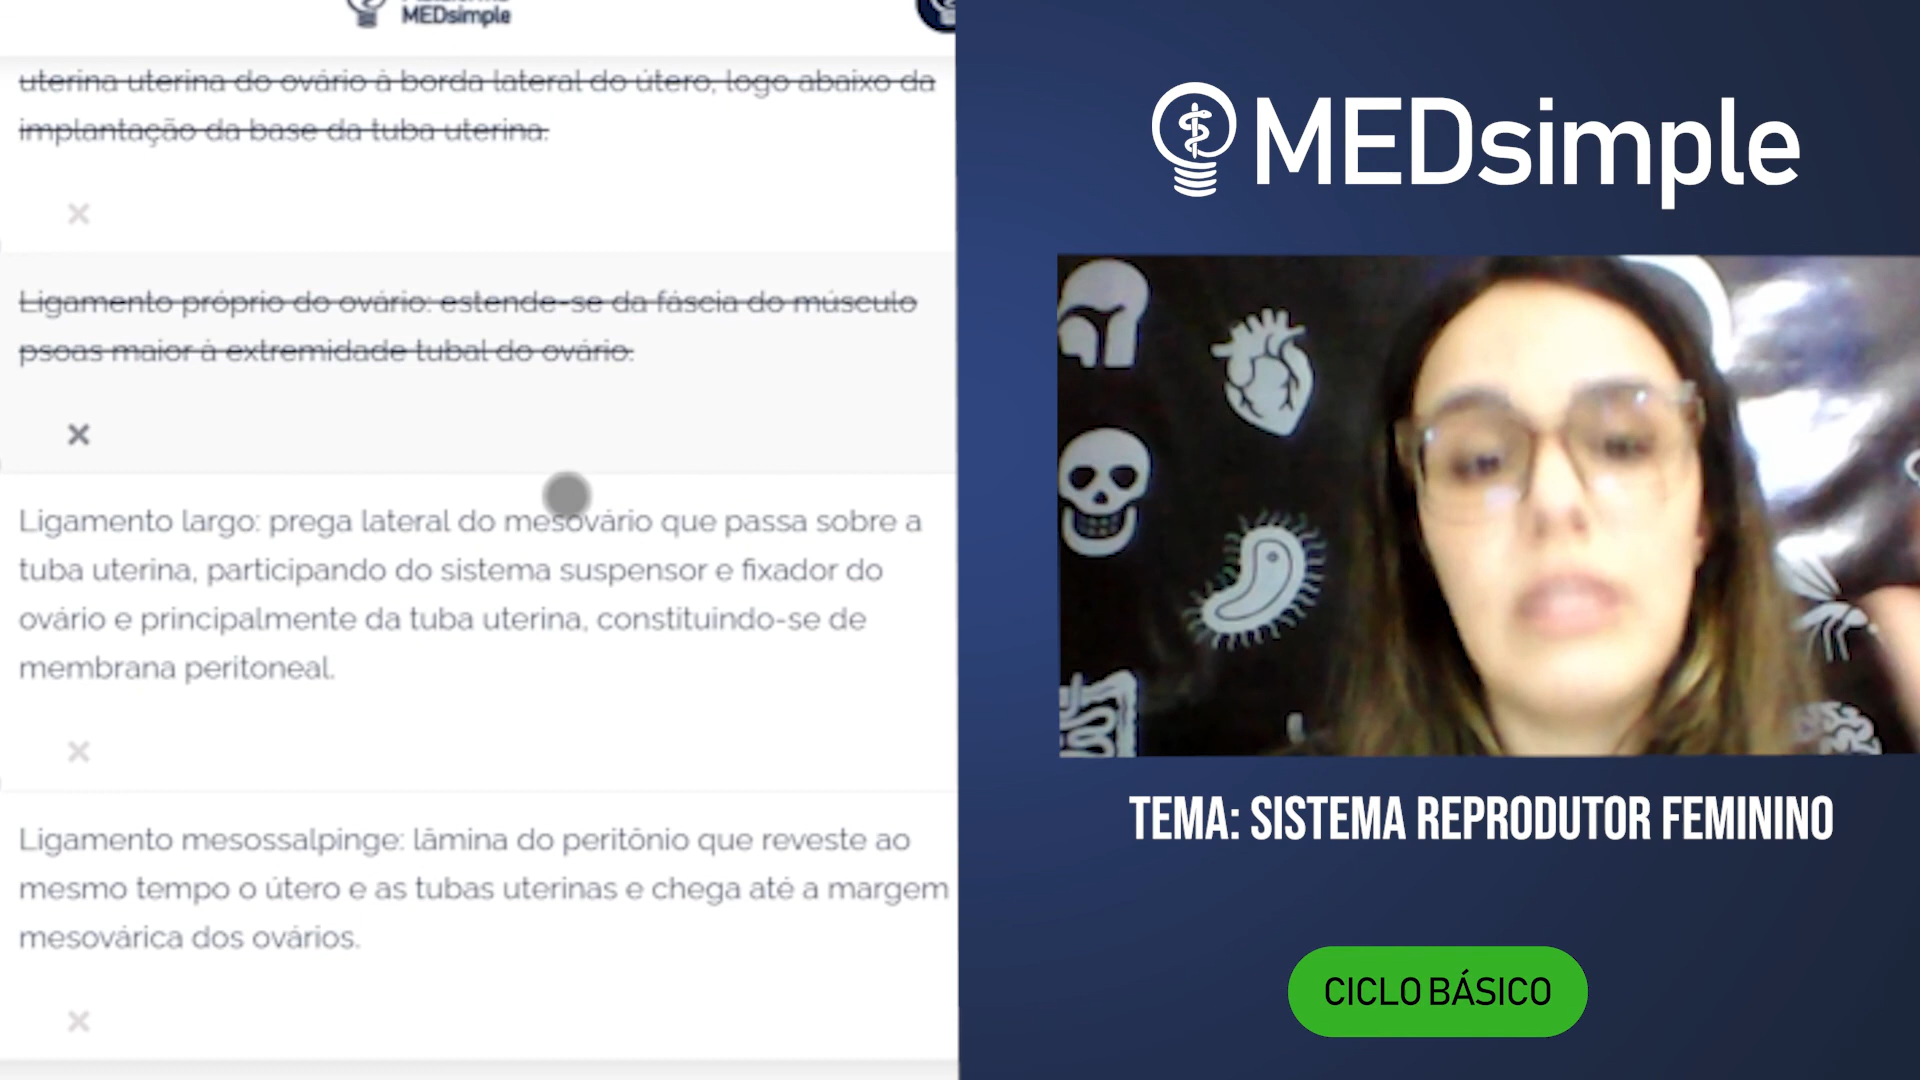 MEDsimple
uterina uterina do ovário à borda lateral do útero, logo abaixo da
implantação da base da tuba uterina.
Ligamento próprio do ovário: estende-se da fáscia do músculo
psoas maior à extremidade tubal do ovário.
Ligamento largo: prega lateral do mesovário que passa sobre a
tuba uterina, participando do sistema suspensor e fixador do
ovário e principalmente da tuba uterina, constituindo-se de
membrana peritoneal.
Ligamento mesossalpinge: lâmina do peritônio que reveste ao
mesmo tempo o útero e as tubas uterinas e chega até a margem
mesovárica dos ovários.
MEDsimple
TEMA: SISTEMA REPRODUTOR FEMININO
CICLO BÁSICO